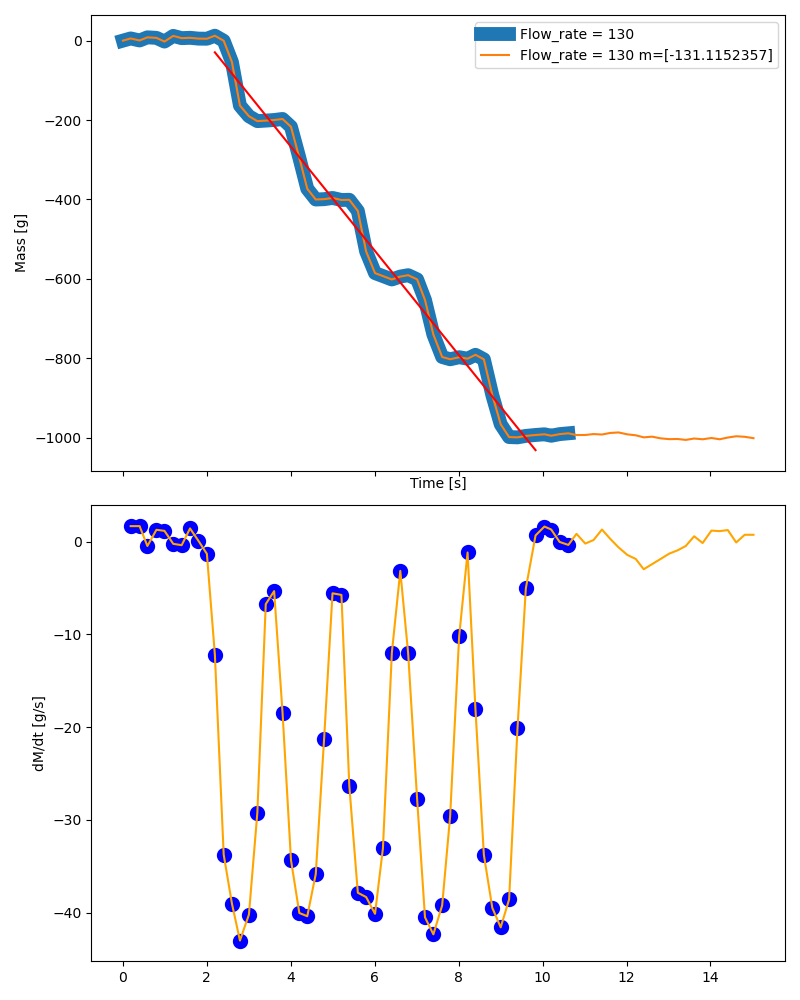 0
−200
−400
−600
−800
−1000
Mass [g]
Flow_rate = 130
Flow_rate = 130 m=[-131.1152357]
Time [s]
0
−10
−20
−30
−40
dM/dt [g/s]
0 2 4 6 8 10 12 14